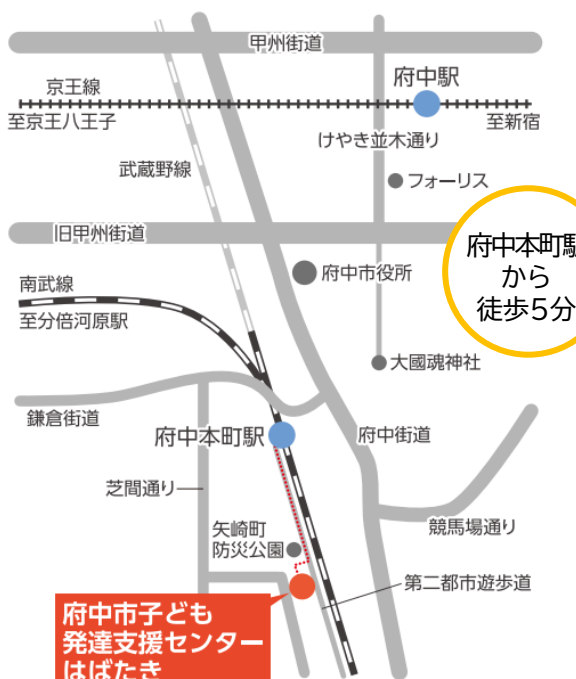 甲州街道
京王線
府中駅
至京王八王子
至新宿
けやき並木通り
武蔵野線
フォーリス
旧甲州街道
府中本町駅
から
徒歩5分
府中市役所
南武線
至分倍河原駅
大國魂神社
鎌倉街道
府中本町駅
府中街道
芝間通り
競馬場通り
矢崎町
防災公園
第二都市遊歩道
府中市子ども
発達支援センター
はばたき